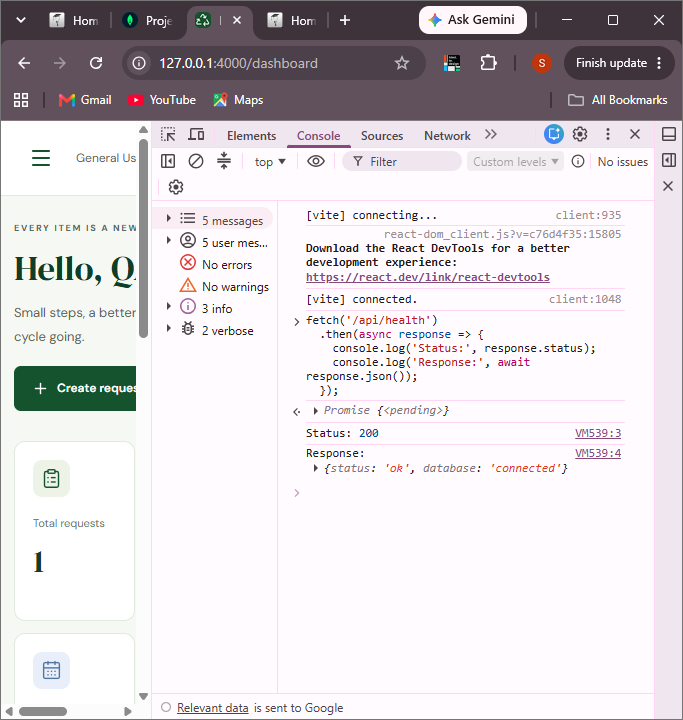 Hom
Proje
Hom
Ask Gemini
127.0.0.1:4000/dashboard
S
Finish update
Gmail
YouTube
Maps
All Bookmarks
General Us
EVERY ITEM IS A NEW
Hello, Q
Small steps, a better
cycle going.
Create reques
Total requests
1
Elements
Console
Sources
Network
top
Filter
Custom levels
No issues
5 messages
5 user mes...
No errors
No warnings
3 info
2 verbose
[vite] connecting... client:935
react-dom_client.js?v=c76d4f35:15805
Download the React DevTools for a better
development experience:
https://react.dev/link/react-devtools
[vite] connected. client:1048
fetch('/api/health')
.then(async response => {
console.log('Status:', response.status);
console.log('Response:', await
response.json());
});
Promise {<pending>}
Status: 200 VM539:3
Response: VM539:4
{status: 'ok', database: 'connected'}
Relevant data is sent to Google